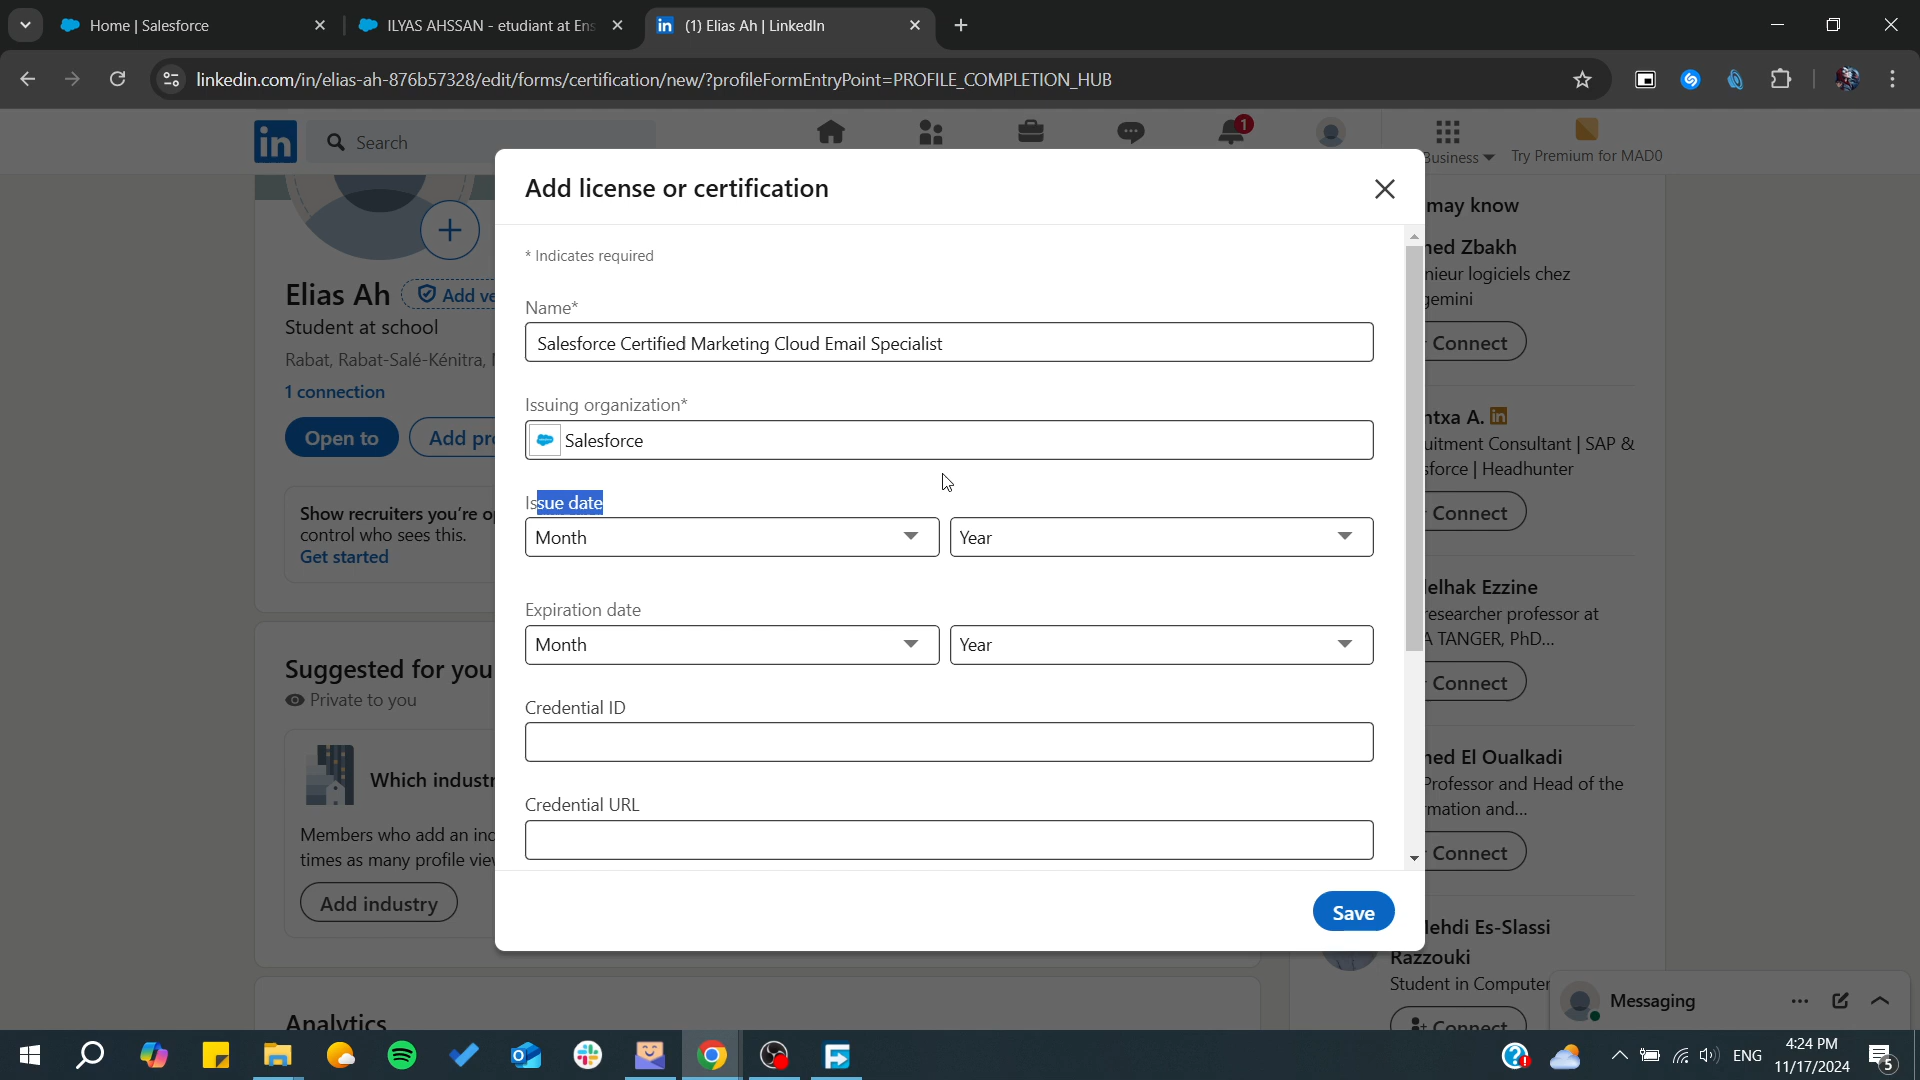 Home | Salesforce
ILYAS AHSSAN - etudiant at Ens
(1) Elias Ah | LinkedIn
linkedin.com/in/elias-ah-876b57328/edit/forms/certification/new/?profileFormEntryPoint=PROFILE_COMPLETION_HUB
Search
1
Business
Try Premium for MAD0
Add license or certification
* Indicates required
Name*
Salesforce Certified Marketing Cloud Email Specialist
Issuing organization*
Salesforce
Issue date
Month
Year
Expiration date
Month
Year
Credential ID
Credential URL
Save
Elias Ah
Add ve
Student at school
Rabat, Rabat-Salé-Kénitra,
1 connection
Open to
Add pro
Show recruiters you're o
control who sees this.
Get started
Suggested for you
Private to you
Which industr
Members who add an ind
times as many profile view
Add industry
Analytics
may know
ned Zbakh
nieur logiciels chez
gemini
Connect
ntxa A.
uitment Consultant | SAP &
sforce | Headhunter
Connect
lelhak Ezzine
researcher professor at
A TANGER, PhD...
Connect
ned El Oualkadi
Professor and Head of the
mation and...
Connect
lehdi Es-Slassi
Razzouki
Student in Computer
Connect
Messaging
ENG
4:24 PM
11/17/2024
5